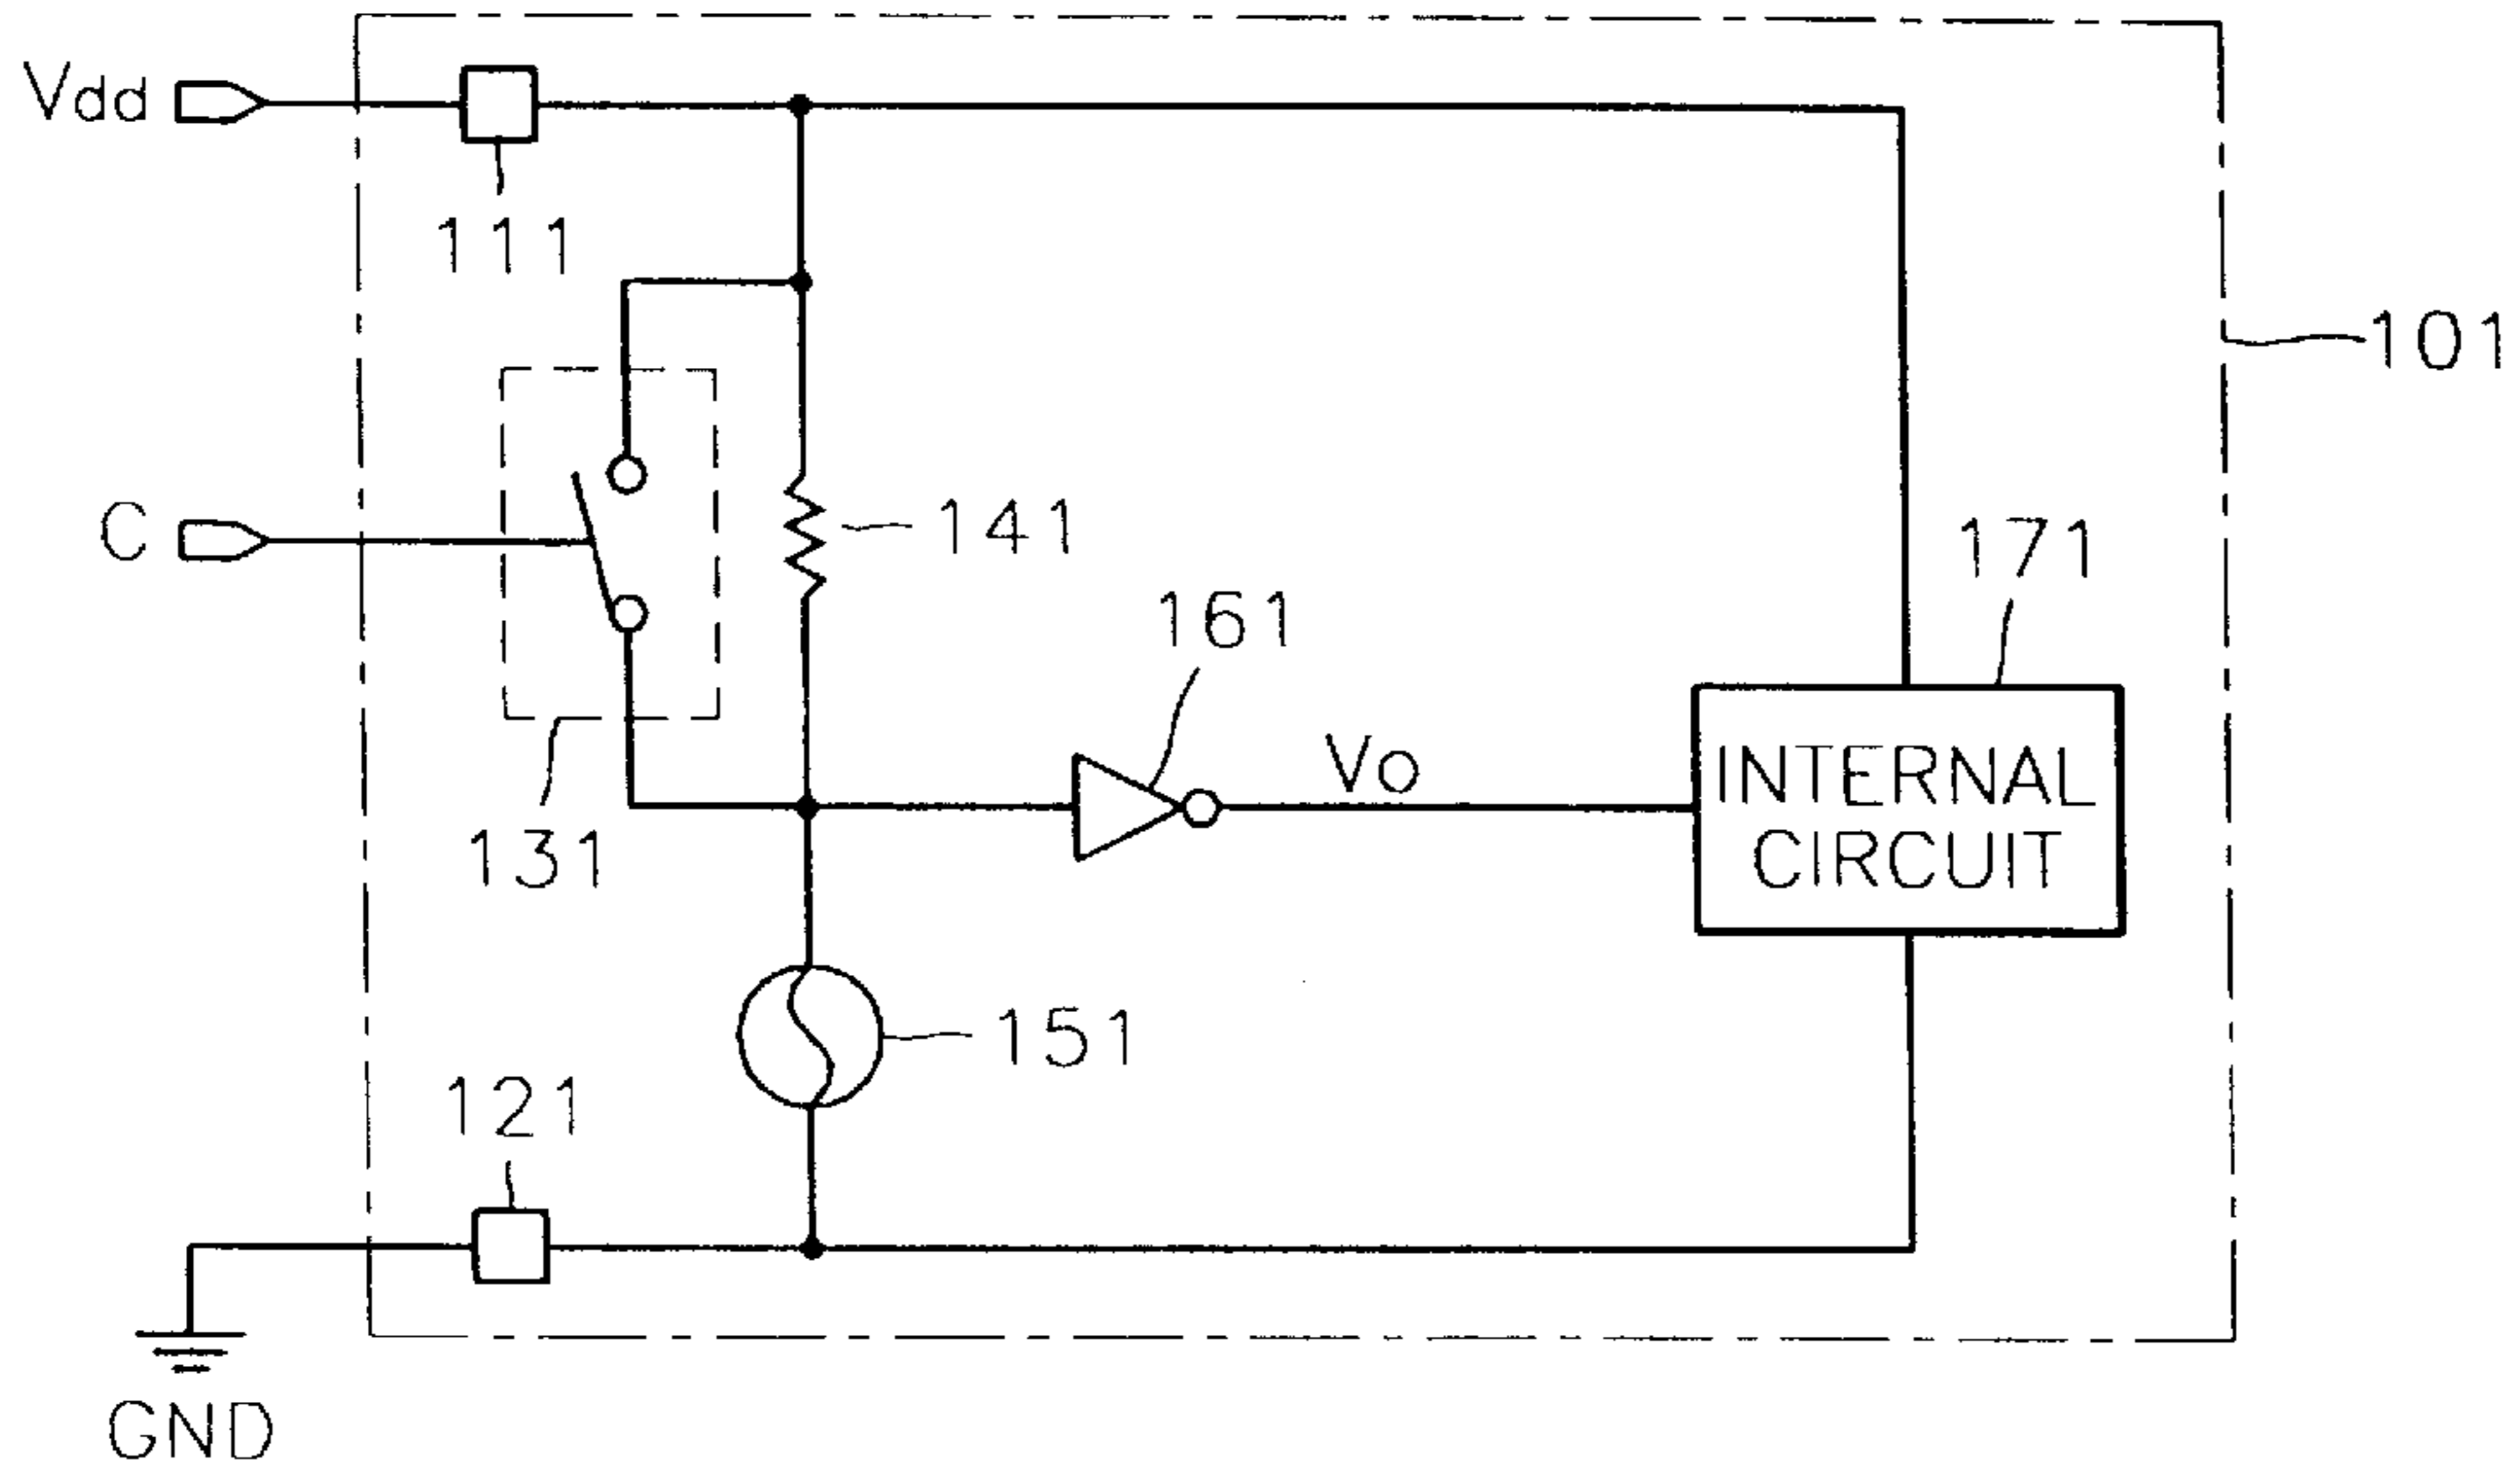 Vdd
111
101
C
141
171
161
Vo
INTERNAL
CIRCUIT
131
151
121
GND